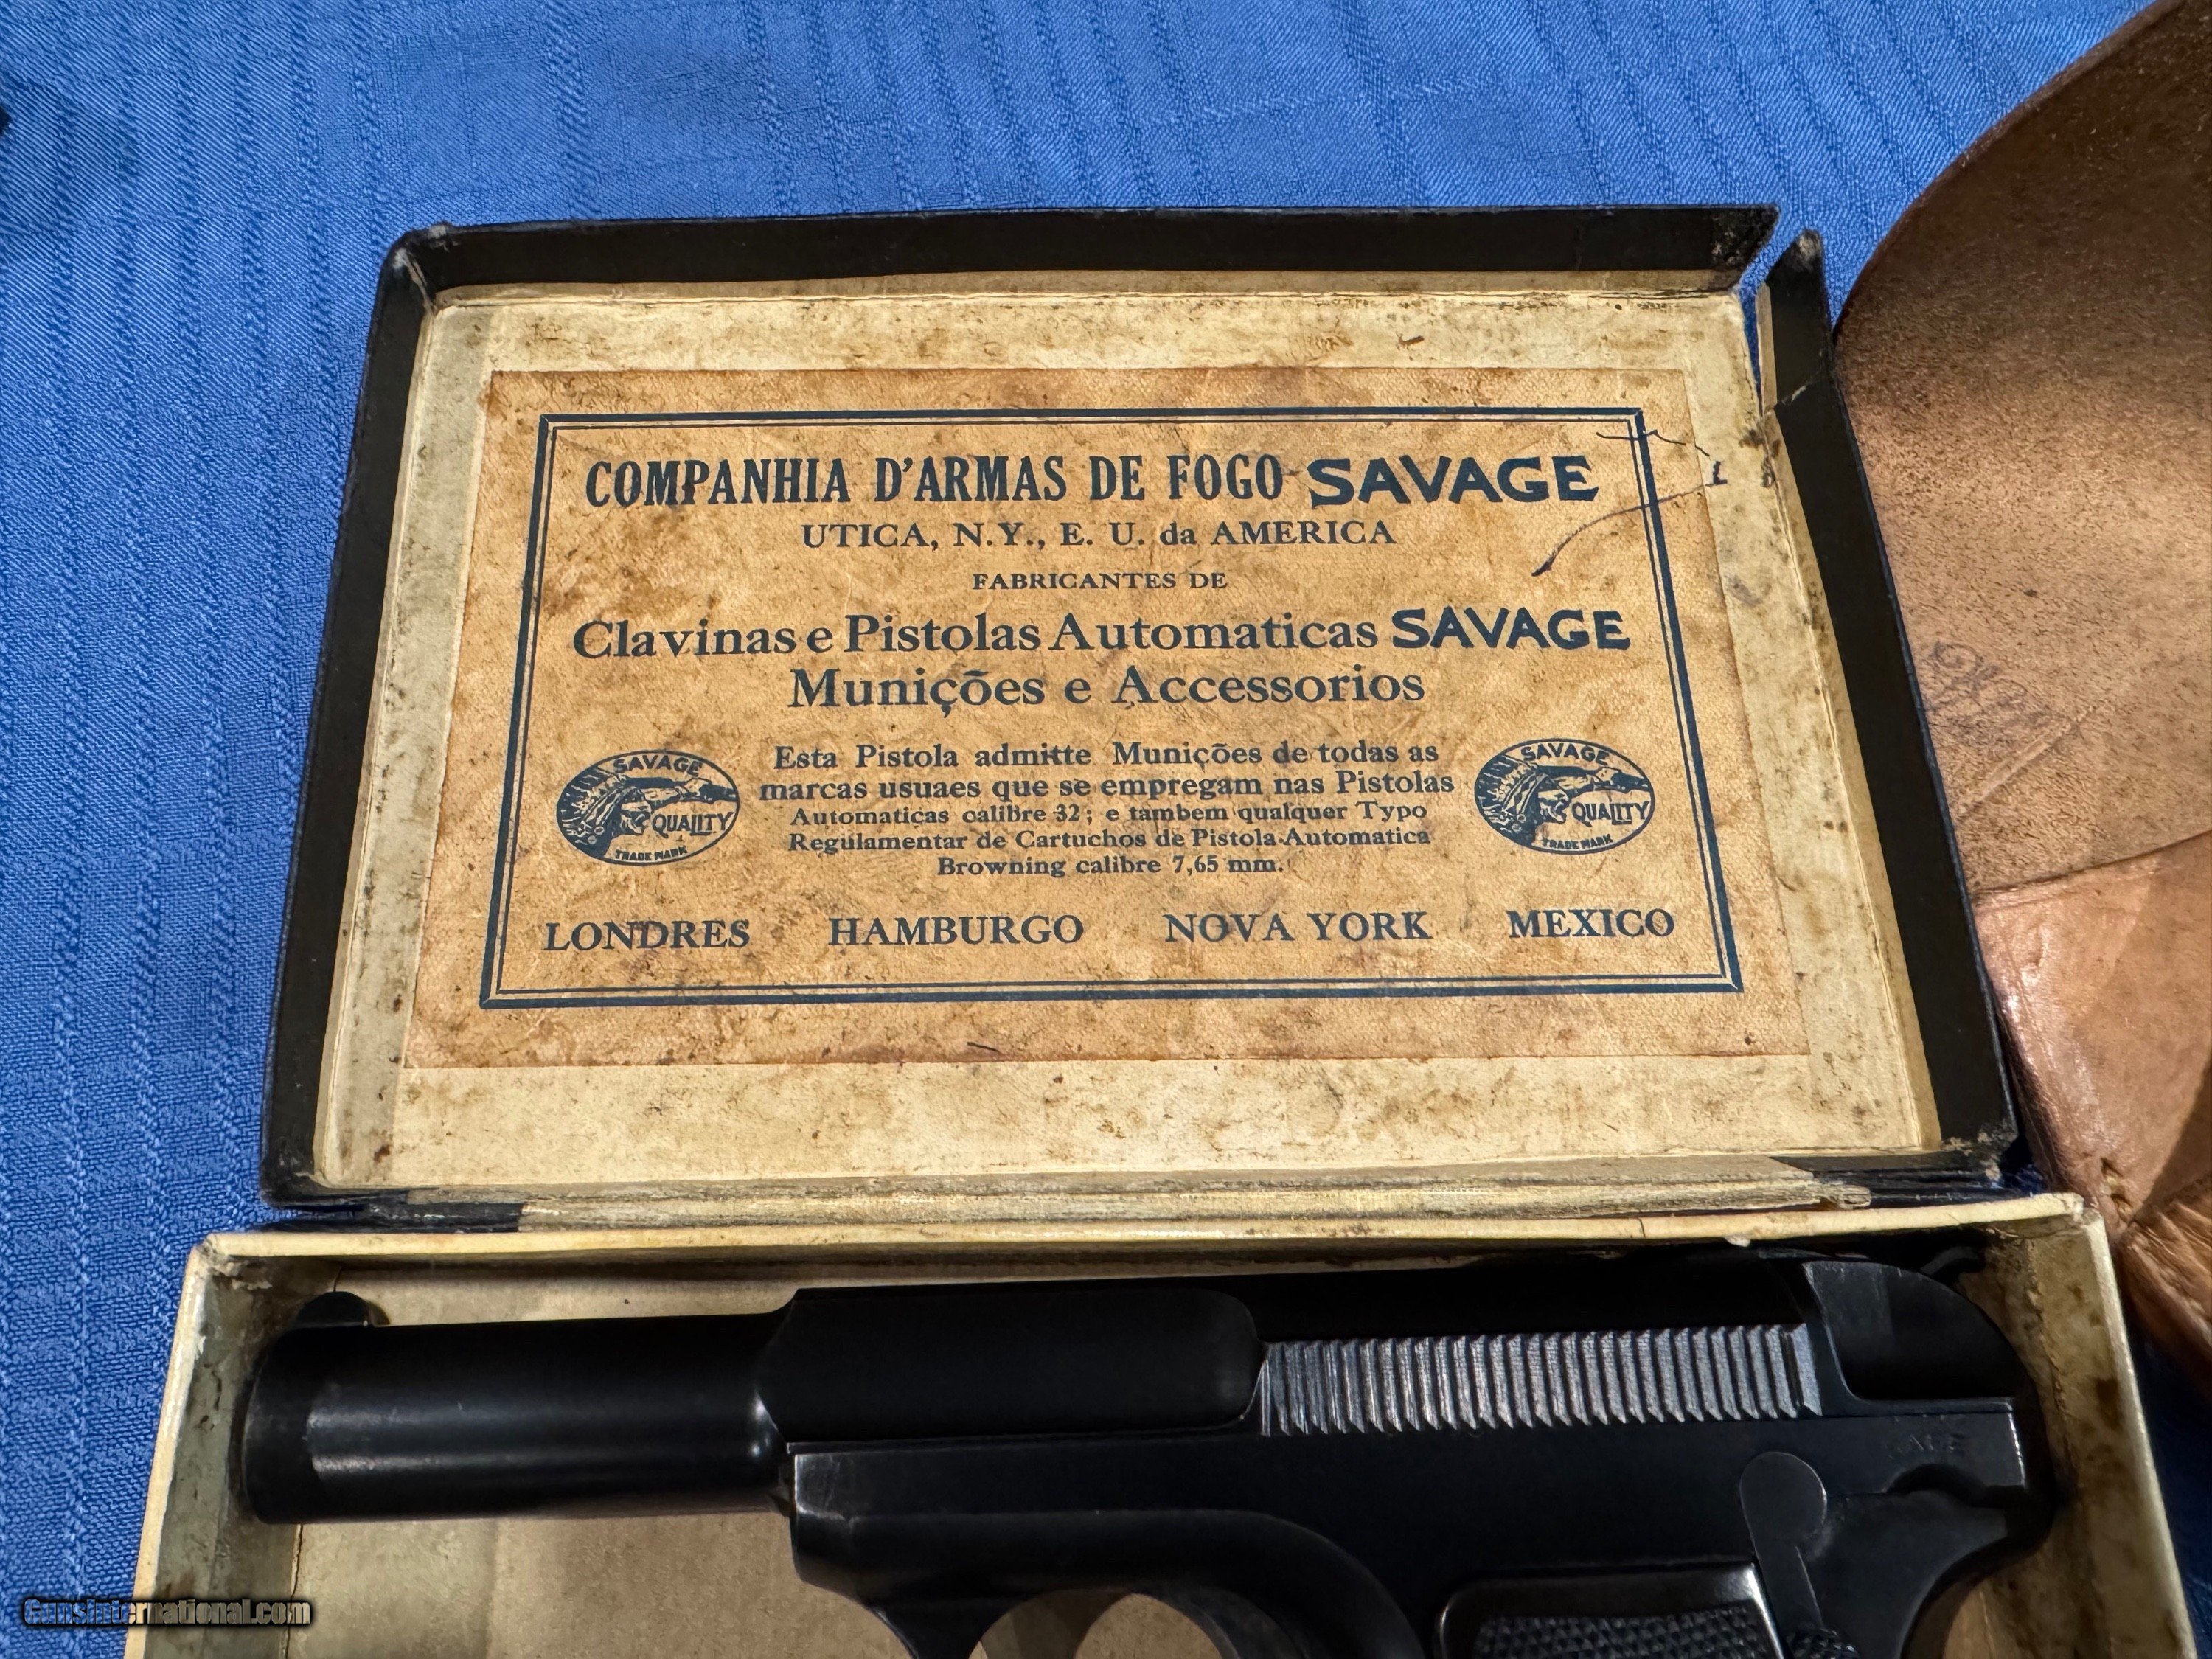 COMPANHIA D'ARMAS DE FOGO SAVAGE
UTICA, N.Y., E. U. da AMERICA
FABRICANTES DE
Clavinas e Pistolas Automaticas SAVAGE
Munições e Accessorios
SAVAGE
QUALITY
TRADE MARK
Esta Pistola admitte Munições de todas as
marcas usuaes que se empregam nas Pistolas
Automaticas calibre 32; e tambem qualquer Typo
Regulamentar de Cartuchos de Pistola Automatica
Browning calibre 7,65 mm.
SAVAGE
QUALITY
TRADE MARK
LONDRES HAMBURGO NOVA YORK MEXICO
GunsInternational.com